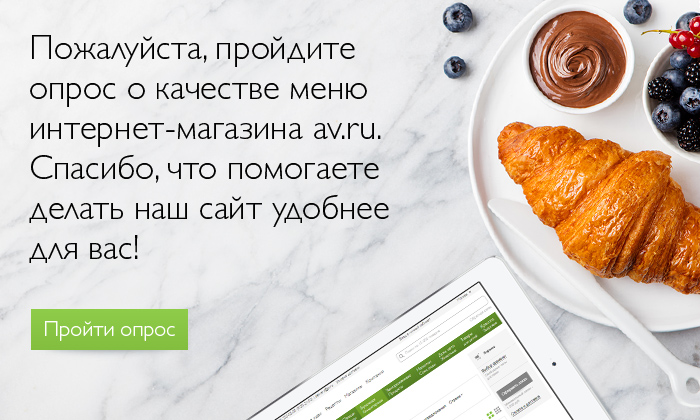 Пожалуйста, пройдите
опрос о качестве меню
интернет-магазина av.ru.
Спасибо, что помогаете
делать наш сайт удобнее
для вас!
Пройти опрос